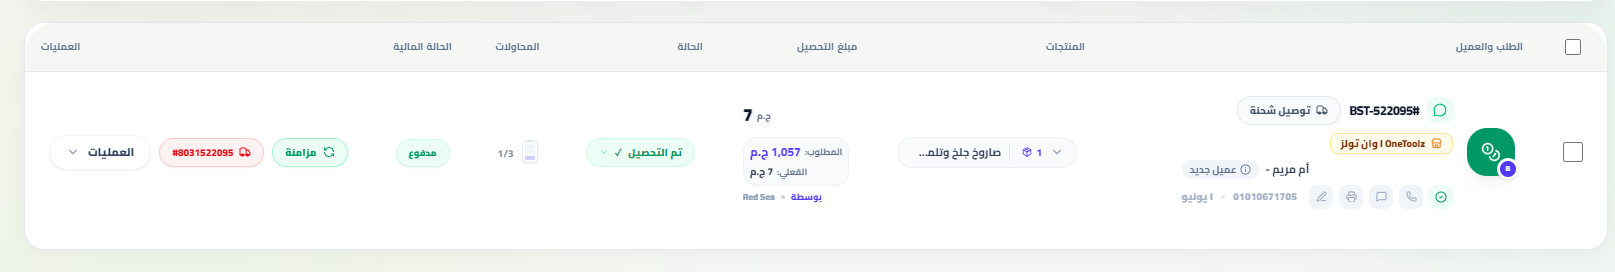 الطلب والعميل
المنتجات
مبلغ التحصيل
الحالة
المحاولات
الحالة المالية
العمليات
BST-522095#
توصيل شحنة
OneToolz | وان تولز
أم مريم -
عميل جديد
01010671705 • ١ يونيو
B
1
صاروخ جلخ وتلم...
7 ج.م
المطلوب: 1,057 ج.م
الفعلي: 7 ج.م
بوسطة • Red Sea
تم التحصيل ✓
1/3
مدفوع
مزامنة
#8031522095
العمليات